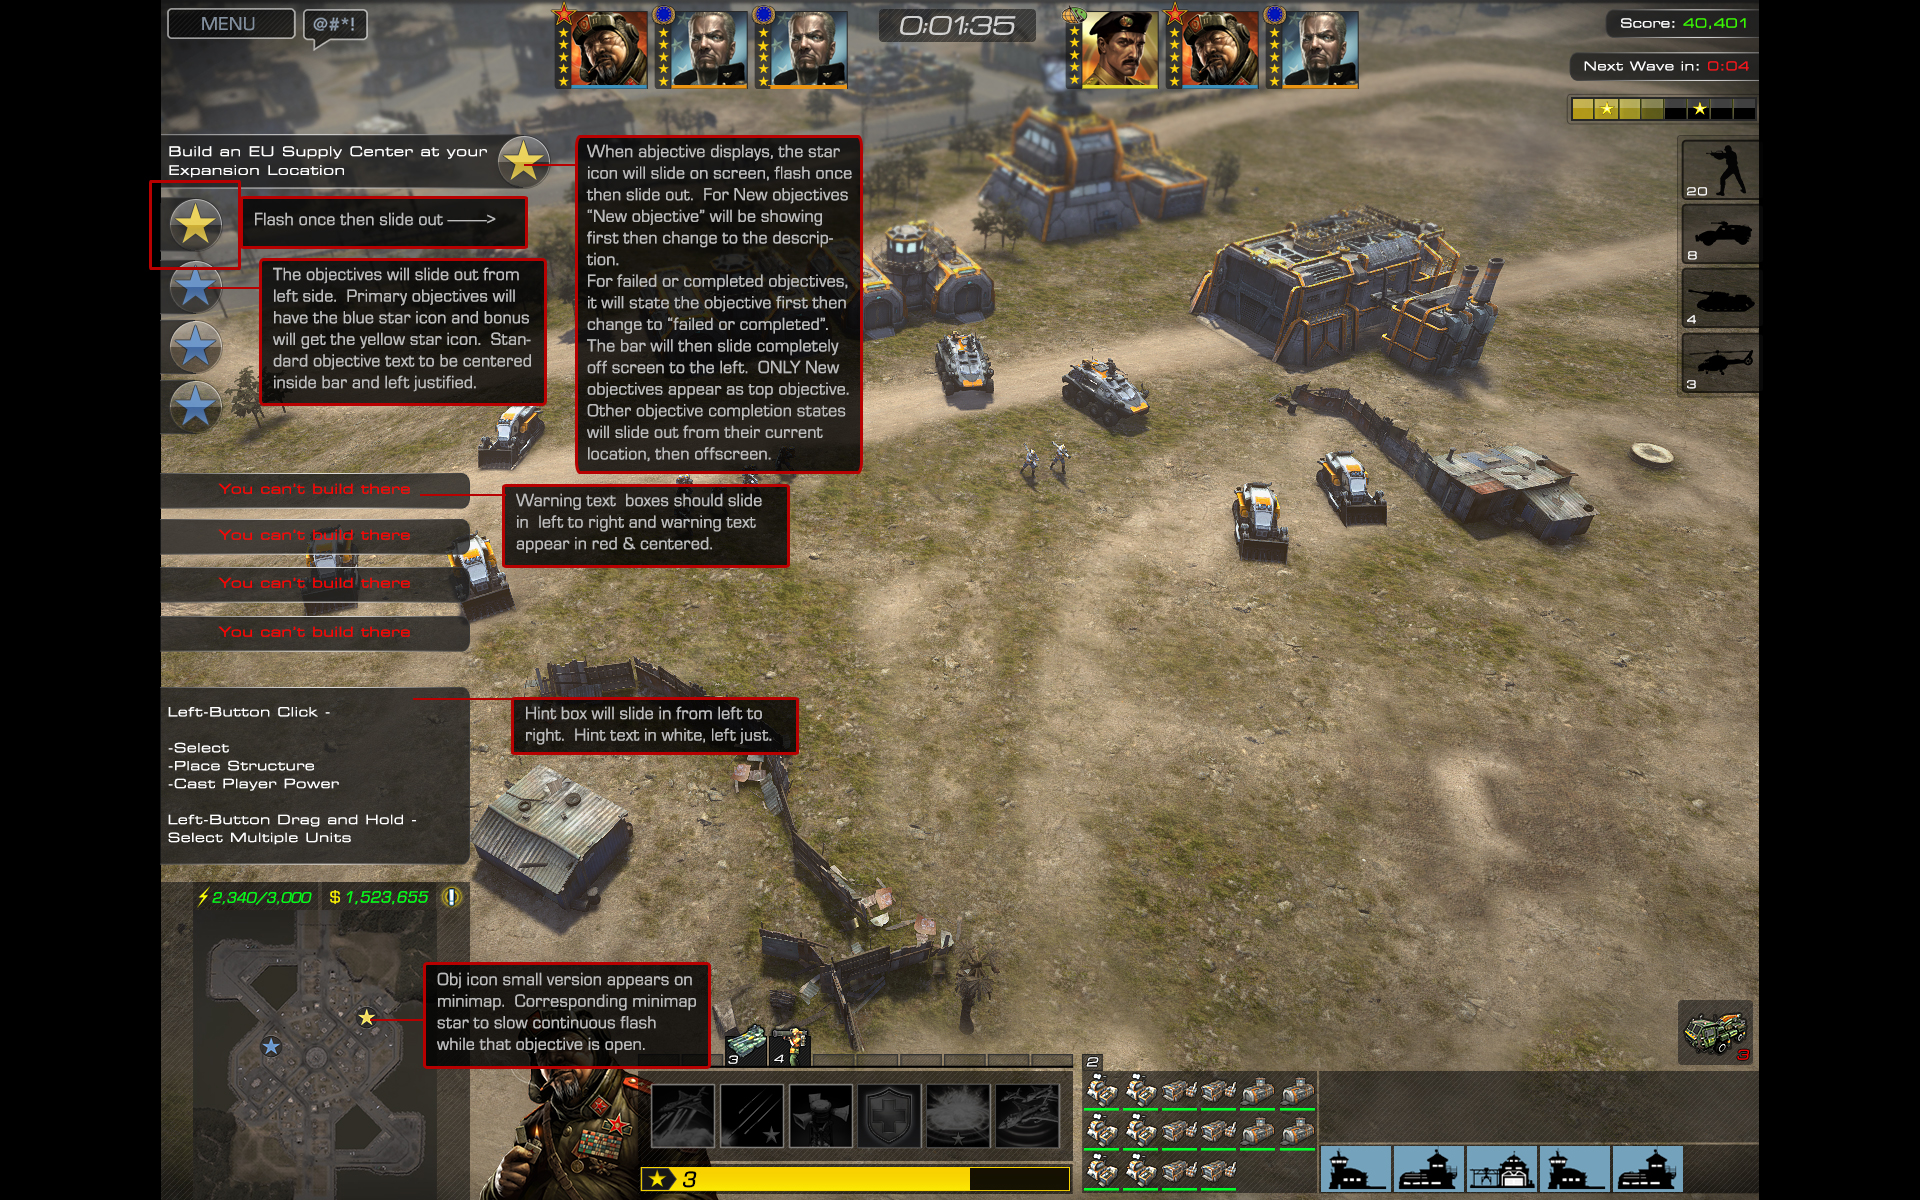 MENU
@#*!
0:01:35
Score: 40,401
Next Wave in: 0:04
Build an EU Supply Center at your
Expansion Location
Flash once then slide out ——>
The objectives will slide out from
left side. Primary objectives will
have the blue star icon and bonus
will get the yellow star icon. Stan-
dard objective text to be centered
inside bar and left justified.
When abjective displays, the star
icon will slide on screen, flash once
then slide out. For New objectives
“New objective” will be showing
first then change to the descrip-
tion.
For failed or completed objectives,
it will state the objective first then
change to “failed or completed”.
The bar will then slide completely
off screen to the left. ONLY New
objectives appear as top objective.
Other objective completion states
will slide out from their current
location, then offscreen.
20
8
4
3
You can't build there
You can't build there
You can't build there
You can't build there
Warning text boxes should slide
in left to right and warning text
appear in red & centered.
Left-Button Click -
-Select
-Place Structure
-Cast Player Power
Left-Button Drag and Hold -
Select Multiple Units
Hint box will slide in from left to
right. Hint text in white, left just.
2,340/3,000 $ 1,523,655 !
Obj icon small version appears on
minimap. Corresponding minimap
star to slow continuous flash
while that objective is open.
3
4
2
3
3